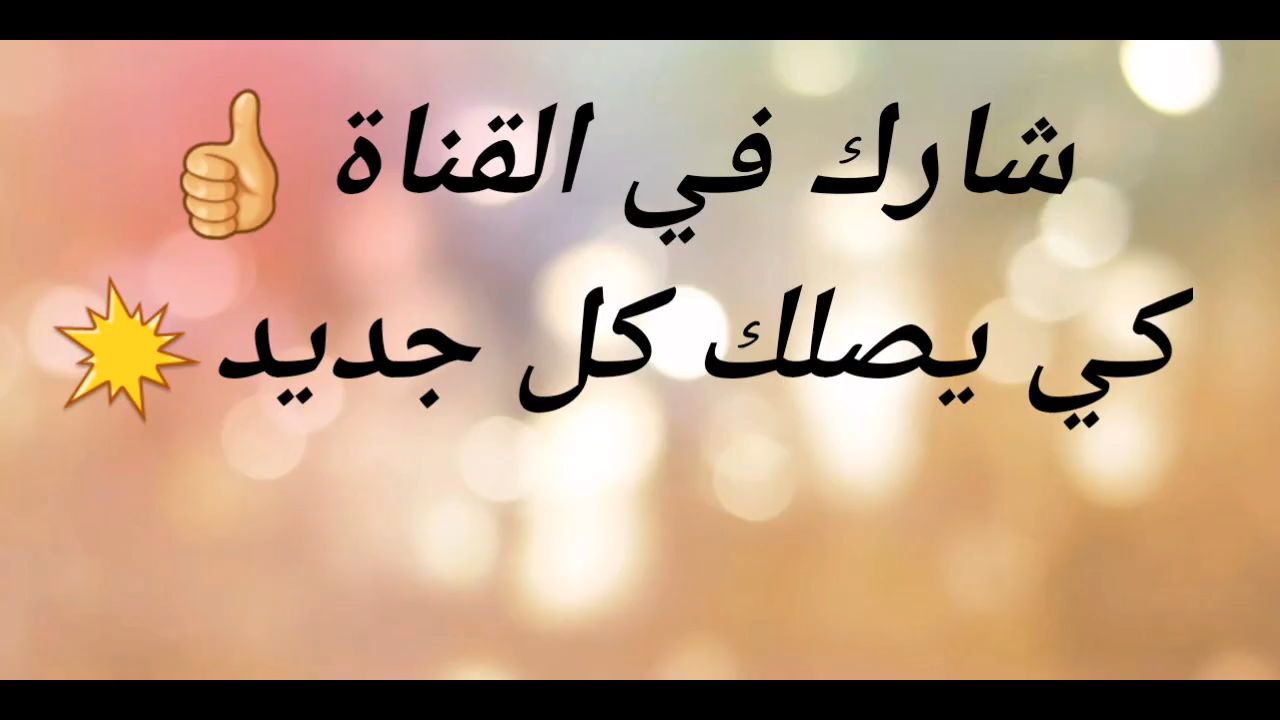 شارك في القناة 👍
كي يصلك كل جديد 💥